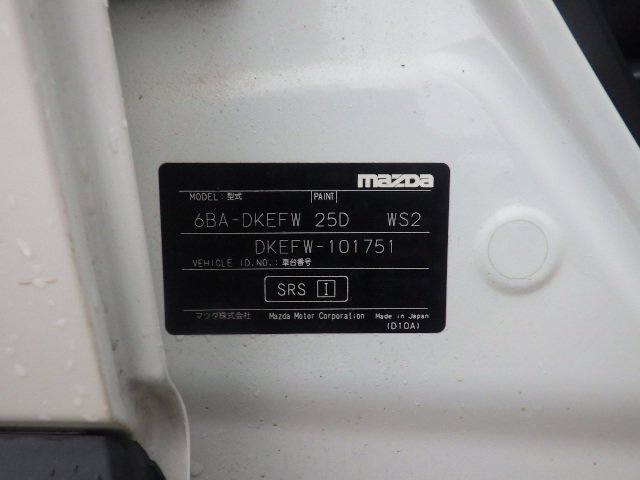 mazda
MODEL:型式 PAINT
6BA-DKEFW 25D WS2
DKEFW-101751
VEHICLE ID.NO.:車台番号
SRS I
マツダ株式会社 Mazda Motor Corporation Made in Japan
(D10A)